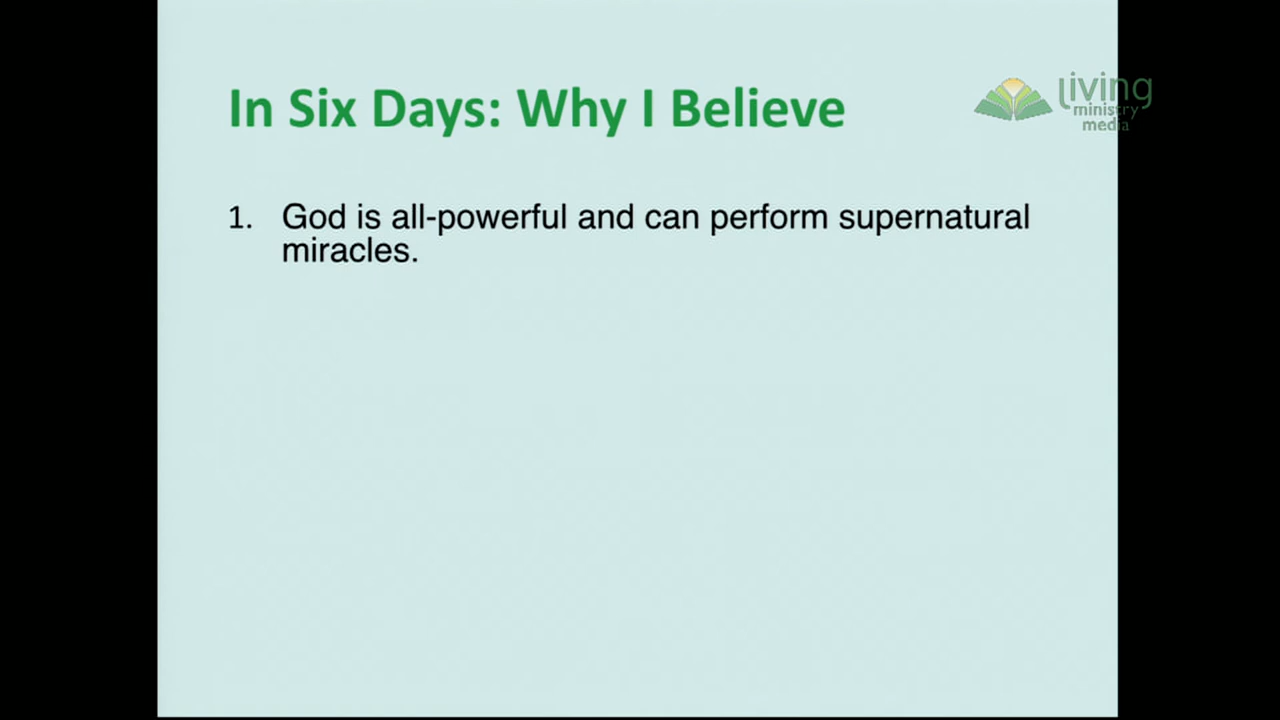 In Six Days: Why I Believe
living
ministry
media
1. God is all-powerful and can perform supernatural
miracles.